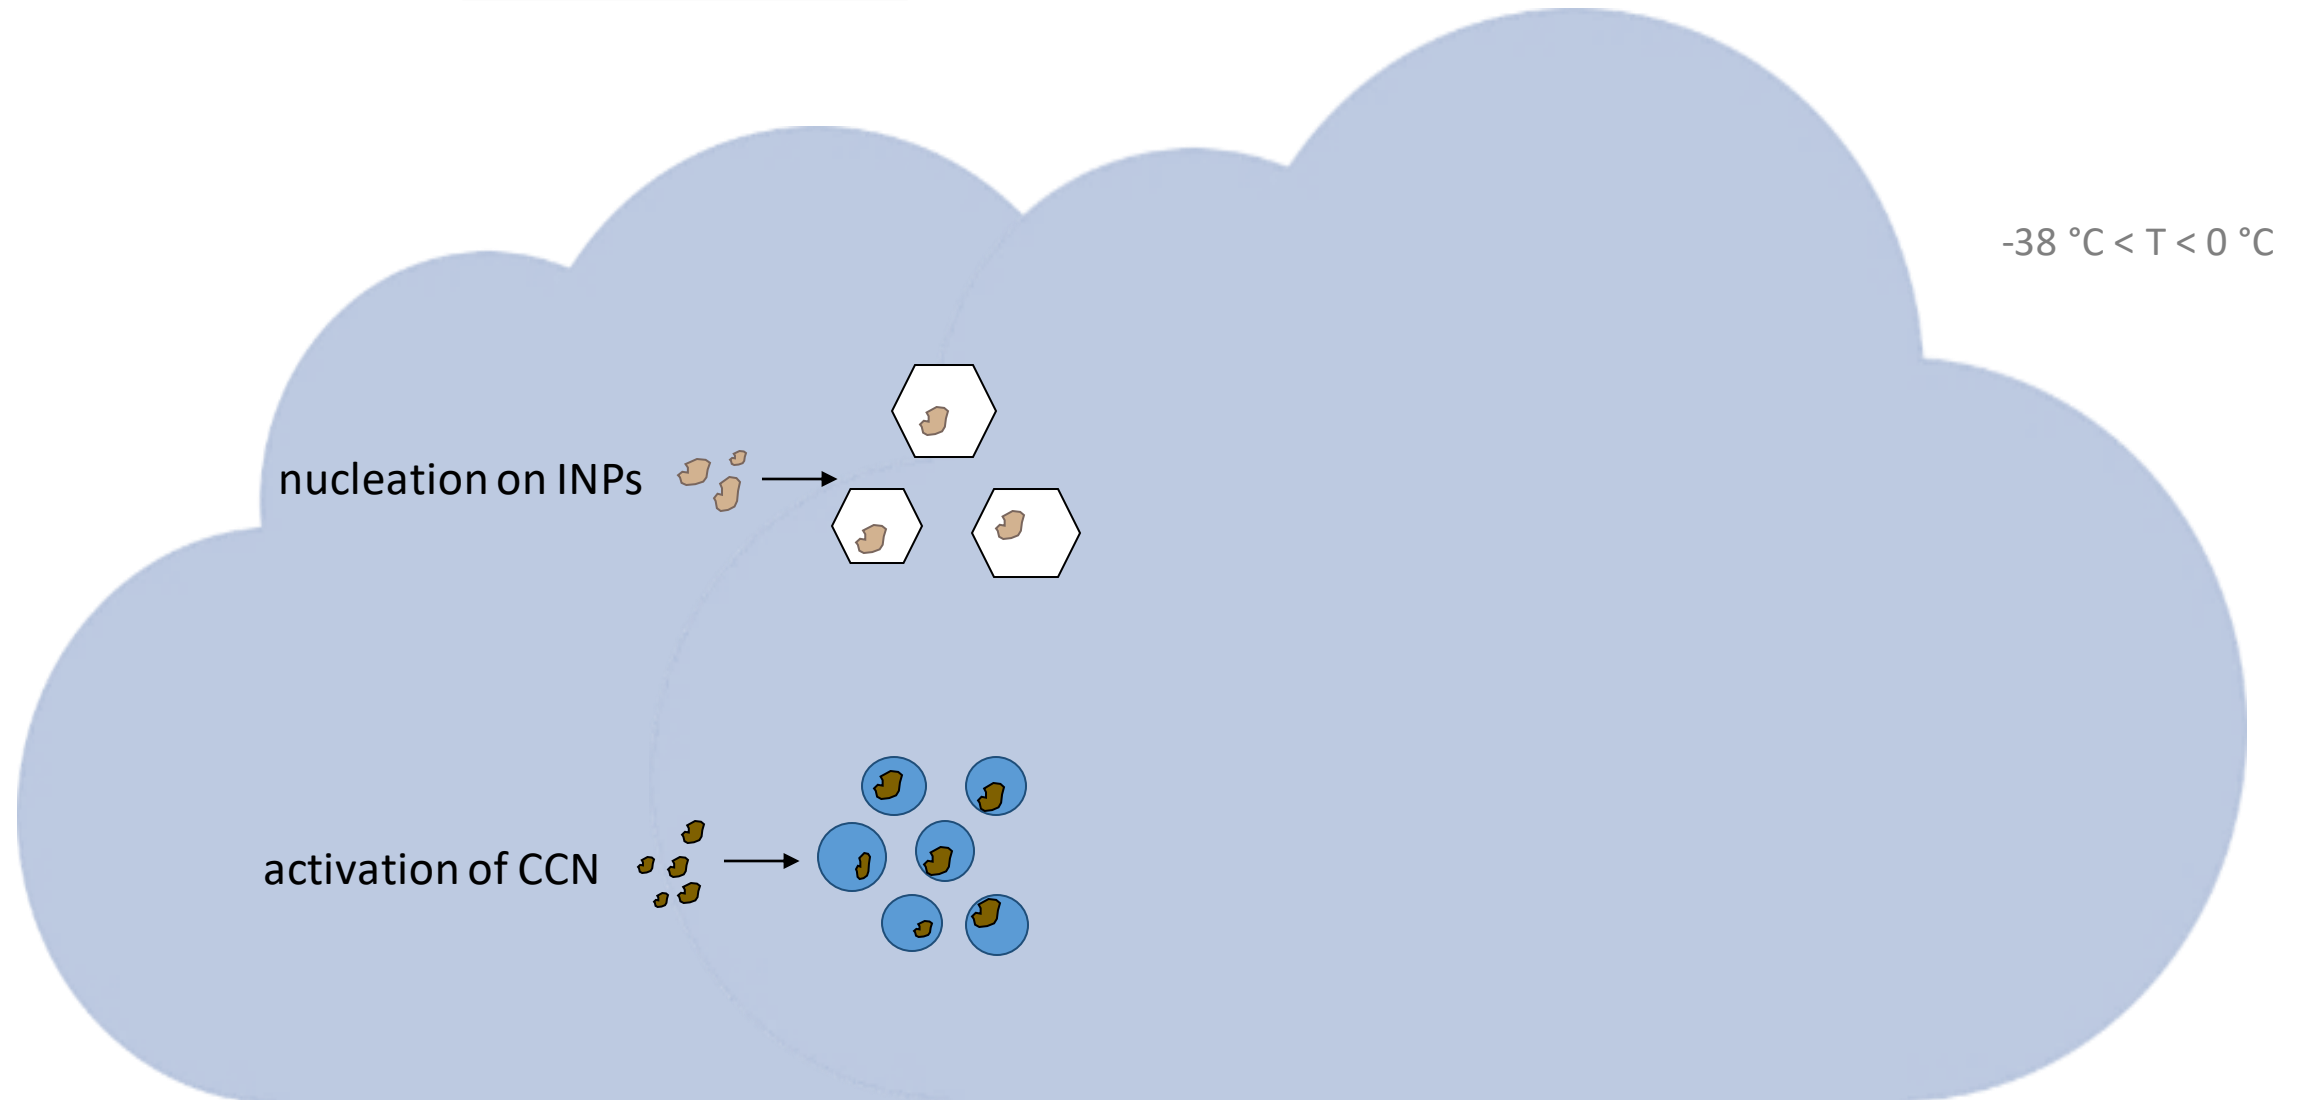 -38 °C < T < 0 °C
nucleation on INPs
activation of CCN